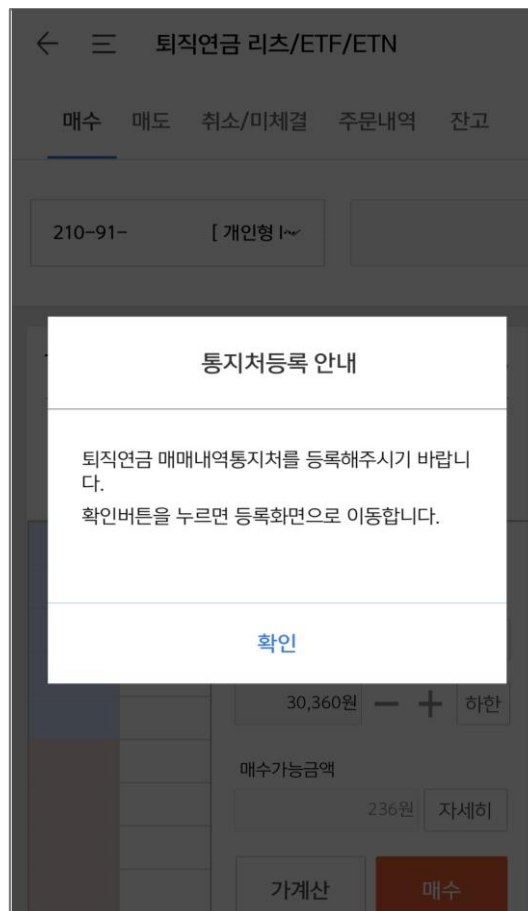 퇴직연금 리츠/ETF/ETN
매수 매도 취소/미체결 주문내역 잔고
210-91- [ 개인형 I
통지처등록 안내
퇴직연금 매매내역통지처를 등록해주시기 바랍니
다.
확인버튼을 누르면 등록화면으로 이동합니다.
확인
30,360원 하한
매수가능금액
236원 자세히
가계산 매수